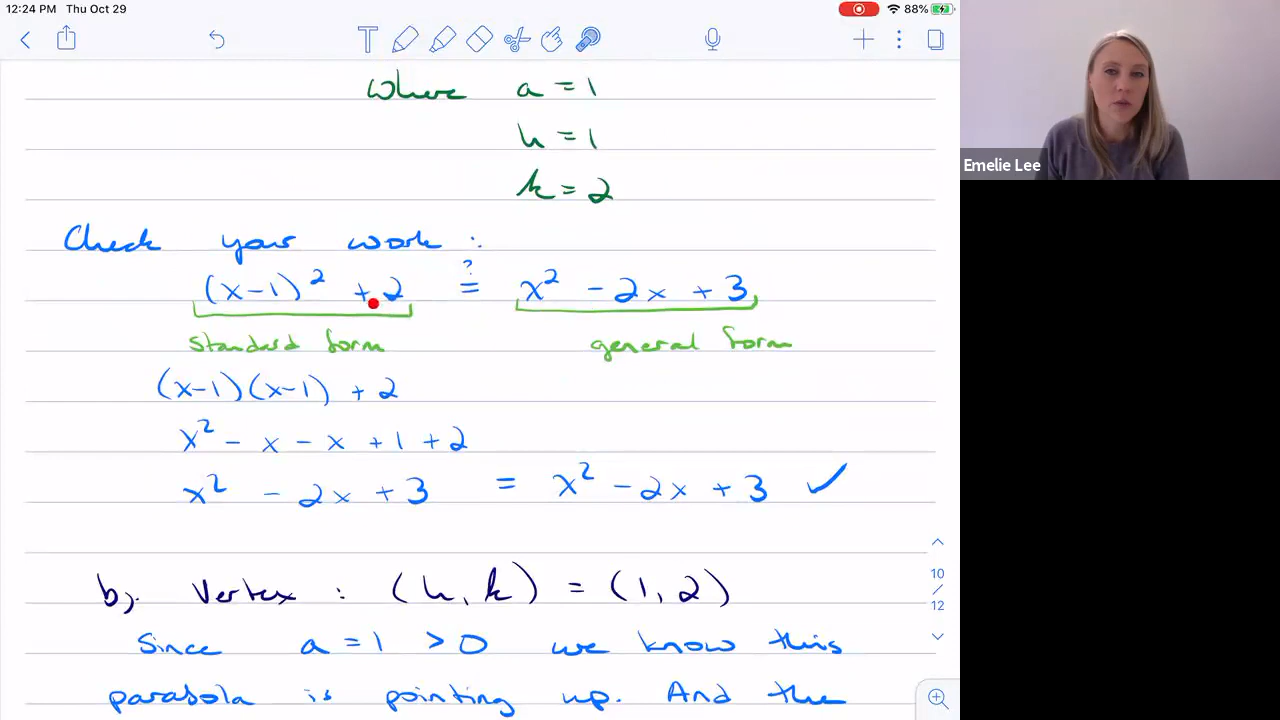 12:24 PM Thu Oct 29
88%
where a = 1
h = 1
k = 2
Emelie Lee
Check your work :
?
(x-1)² + 2 = x² - 2x + 3
standard form general form
(x-1)(x-1) + 2
x² - x - x + 1 + 2
x² - 2x + 3 = x² - 2x + 3 ✓
10
/
12
b). Vertex : (h, k) = (1, 2)
Since a = 1 > 0 we know this
parabola is pointing up. And the